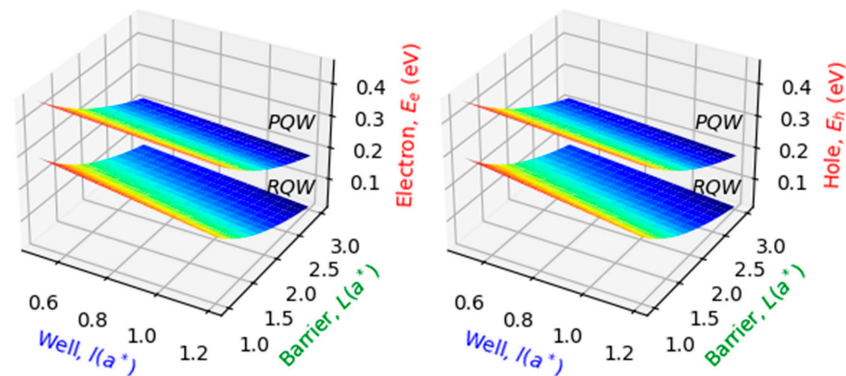 PQW
RQW
0.4
0.3
0.2
0.1
Electron, E_e (eV)
0.6
0.8
1.0
1.2
Well, l(a*)
1.0
1.5
2.0
2.5
3.0
Barrier, L(a*)
PQW
RQW
0.4
0.3
0.2
0.1
Hole, E_h (eV)
0.6
0.8
1.0
1.2
Well, l(a*)
1.0
1.5
2.0
2.5
3.0
Barrier, L(a*)